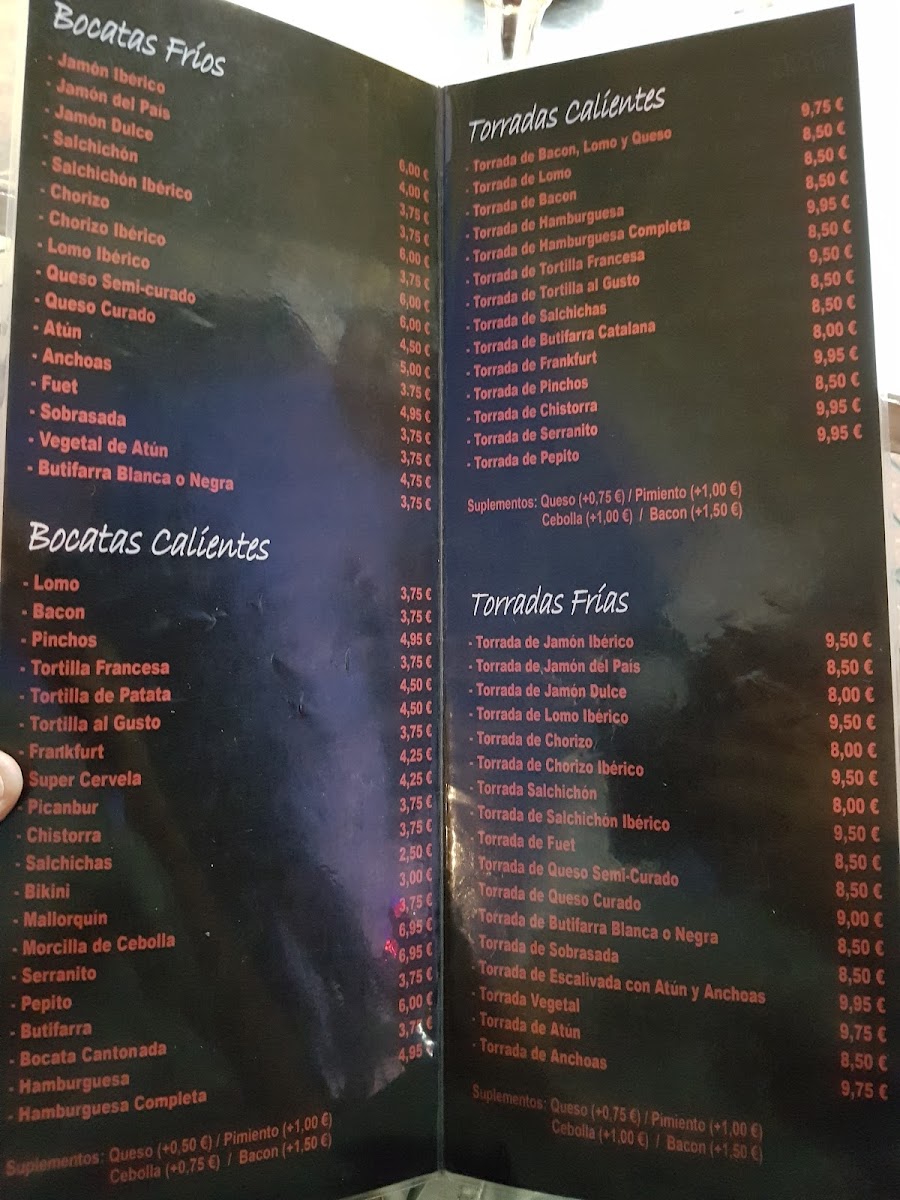 Bocatas Fríos
- Jamón Ibérico 6,00 €
- Jamón del País 4,00 €
- Jamón Dulce 3,75 €
- Salchichón 3,75 €
- Salchichón Ibérico 6,00 €
- Chorizo 3,75 €
- Chorizo Ibérico 6,00 €
- Lomo Ibérico 6,00 €
- Queso Semi-curado 4,50 €
- Queso Curado 5,00 €
- Atún 3.75 €
- Anchoas 4,95 €
- Fuet 3,75 €
- Sobrasada 3,75 €
- Vegetal de Atún 4,75 €
- Butifarra Blanca o Negra 3,75 €
Bocatas Calientes
- Lomo 3,75 €
- Bacon 3,75 €
- Pinchos 4,95 €
- Tortilla Francesa 3,75 €
- Tortilla de Patata 4,50 €
- Tortilla al Gusto 4,50 €
- Frankfurt 3,75 €
- Super Cervela 4,25 €
- Picanbur 4,25 €
- Chistorra 3,75 €
- Salchichas 3,75 €
- Bikini 2,50 €
- Mallorquín 3,00 €
- Morcilla de Cebolla 3,75 €
- Serranito 6,95 €
- Pepito 6,95 €
- Butifarra 3,75 €
- Bocata Cantonada 6,00 €
- Hamburguesa 3,75 €
- Hamburguesa Completa 4,95 €
Suplementos: Queso (+0,50 €) / Pimiento (+1,00 €)
Cebolla (+0,75 €) / Bacon (+1,50 €)
Torradas Calientes
- Torrada de Bacon, Lomo y Queso 9,75 €
- Torrada de Lomo 8,50 €
- Torrada de Bacon 8,50 €
- Torrada de Hamburguesa 8,50 €
- Torrada de Hamburguesa Completa 9,95 €
- Torrada de Tortilla Francesa 8,50 €
- Torrada de Tortilla al Gusto 9,50 €
- Torrada de Salchichas 8,50 €
- Torrada de Butifarra Catalana 8,50 €
- Torrada de Frankfurt 8,00 €
- Torrada de Pinchos 9,95 €
- Torrada de Chistorra 8,50 €
- Torrada de Serranito 9,95 €
- Torrada de Pepito 9,95 €
Suplementos: Queso (+0,75 €) / Pimiento (+1,00 €)
Cebolla (+1,00 €) / Bacon (+1,50 €)
Torradas Frías
- Torrada de Jamón Ibérico 9,50 €
- Torrada de Jamón del País 8,50 €
- Torrada de Jamón Dulce 8,00 €
- Torrada de Lomo Ibérico 9,50 €
- Torrada de Chorizo 8,00 €
- Torrada de Chorizo Ibérico 9,50 €
- Torrada Salchichón 8,00 €
- Torrada de Salchichón Ibérico 9,50 €
- Torrada de Fuet 8,50 €
- Torrada de Queso Semi-Curado 8,50 €
- Torrada de Queso Curado 9,00 €
- Torrada de Butifarra Blanca o Negra 8,50 €
- Torrada de Sobrasada 8,50 €
- Torrada de Escalivada con Atún y Anchoas 9,95 €
- Torrada Vegetal 9,75 €
- Torrada de Atún 8,50 €
- Torrada de Anchoas 9,75 €
Suplementos: Queso (+0,75 €) / Pimiento (+1,00 €)
Cebolla (+1,00 €) / Bacon (+1,50 €)